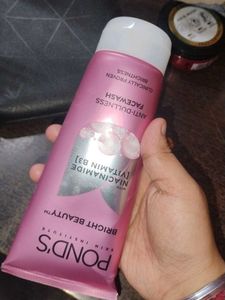 POND'S
SKIN INSTITUTE
BRIGHT BEAUTY™
NIACINAMIDE
[VITAMIN B3]
ANTI-DULLNESS
FACEWASH
CLINICALLY PROVEN
BRIGHTNESS